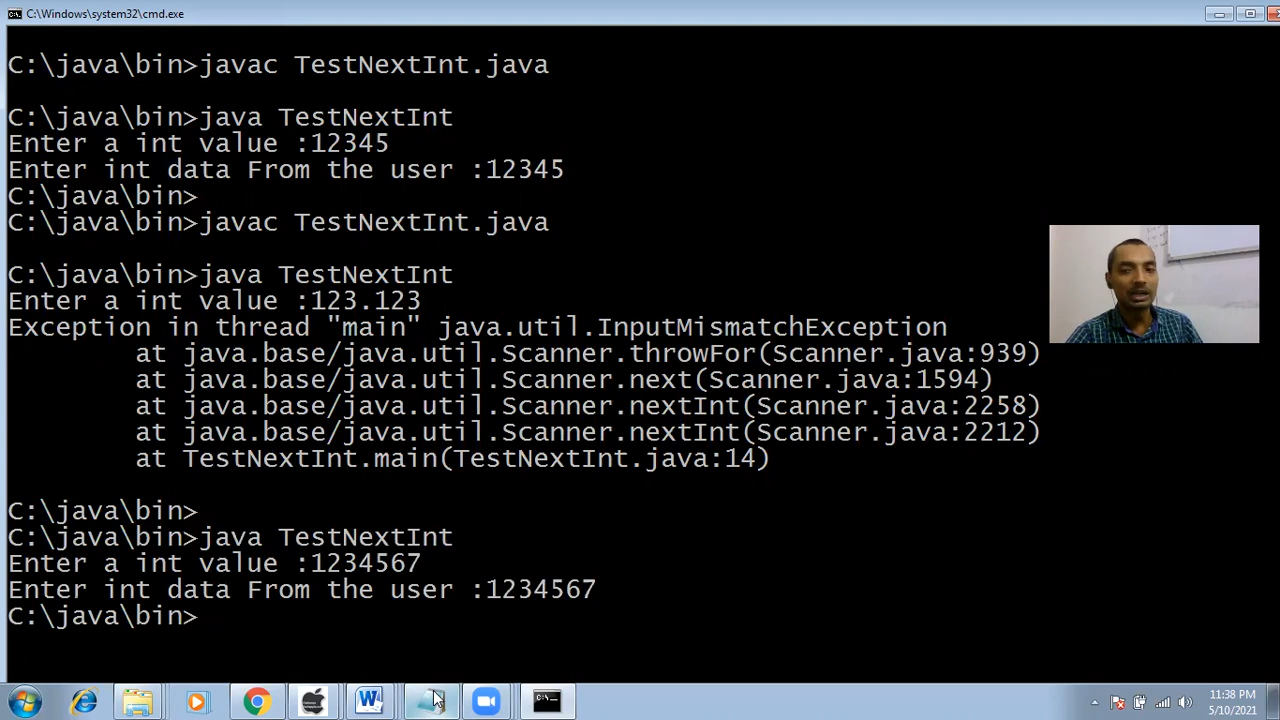 C:\Windows\system32\cmd.exe
C:\java\bin>javac TestNextInt.java
C:\java\bin>java TestNextInt
Enter a int value :12345
Enter int data From the user :12345
C:\java\bin>
C:\java\bin>javac TestNextInt.java
C:\java\bin>java TestNextInt
Enter a int value :123.123
Exception in thread "main" java.util.InputMismatchException
at java.base/java.util.Scanner.throwFor(Scanner.java:939)
at java.base/java.util.Scanner.next(Scanner.java:1594)
at java.base/java.util.Scanner.nextInt(Scanner.java:2258)
at java.base/java.util.Scanner.nextInt(Scanner.java:2212)
at TestNextInt.main(TestNextInt.java:14)
C:\java\bin>
C:\java\bin>java TestNextInt
Enter a int value :1234567
Enter int data From the user :1234567
C:\java\bin>
11:38 PM
5/10/2021